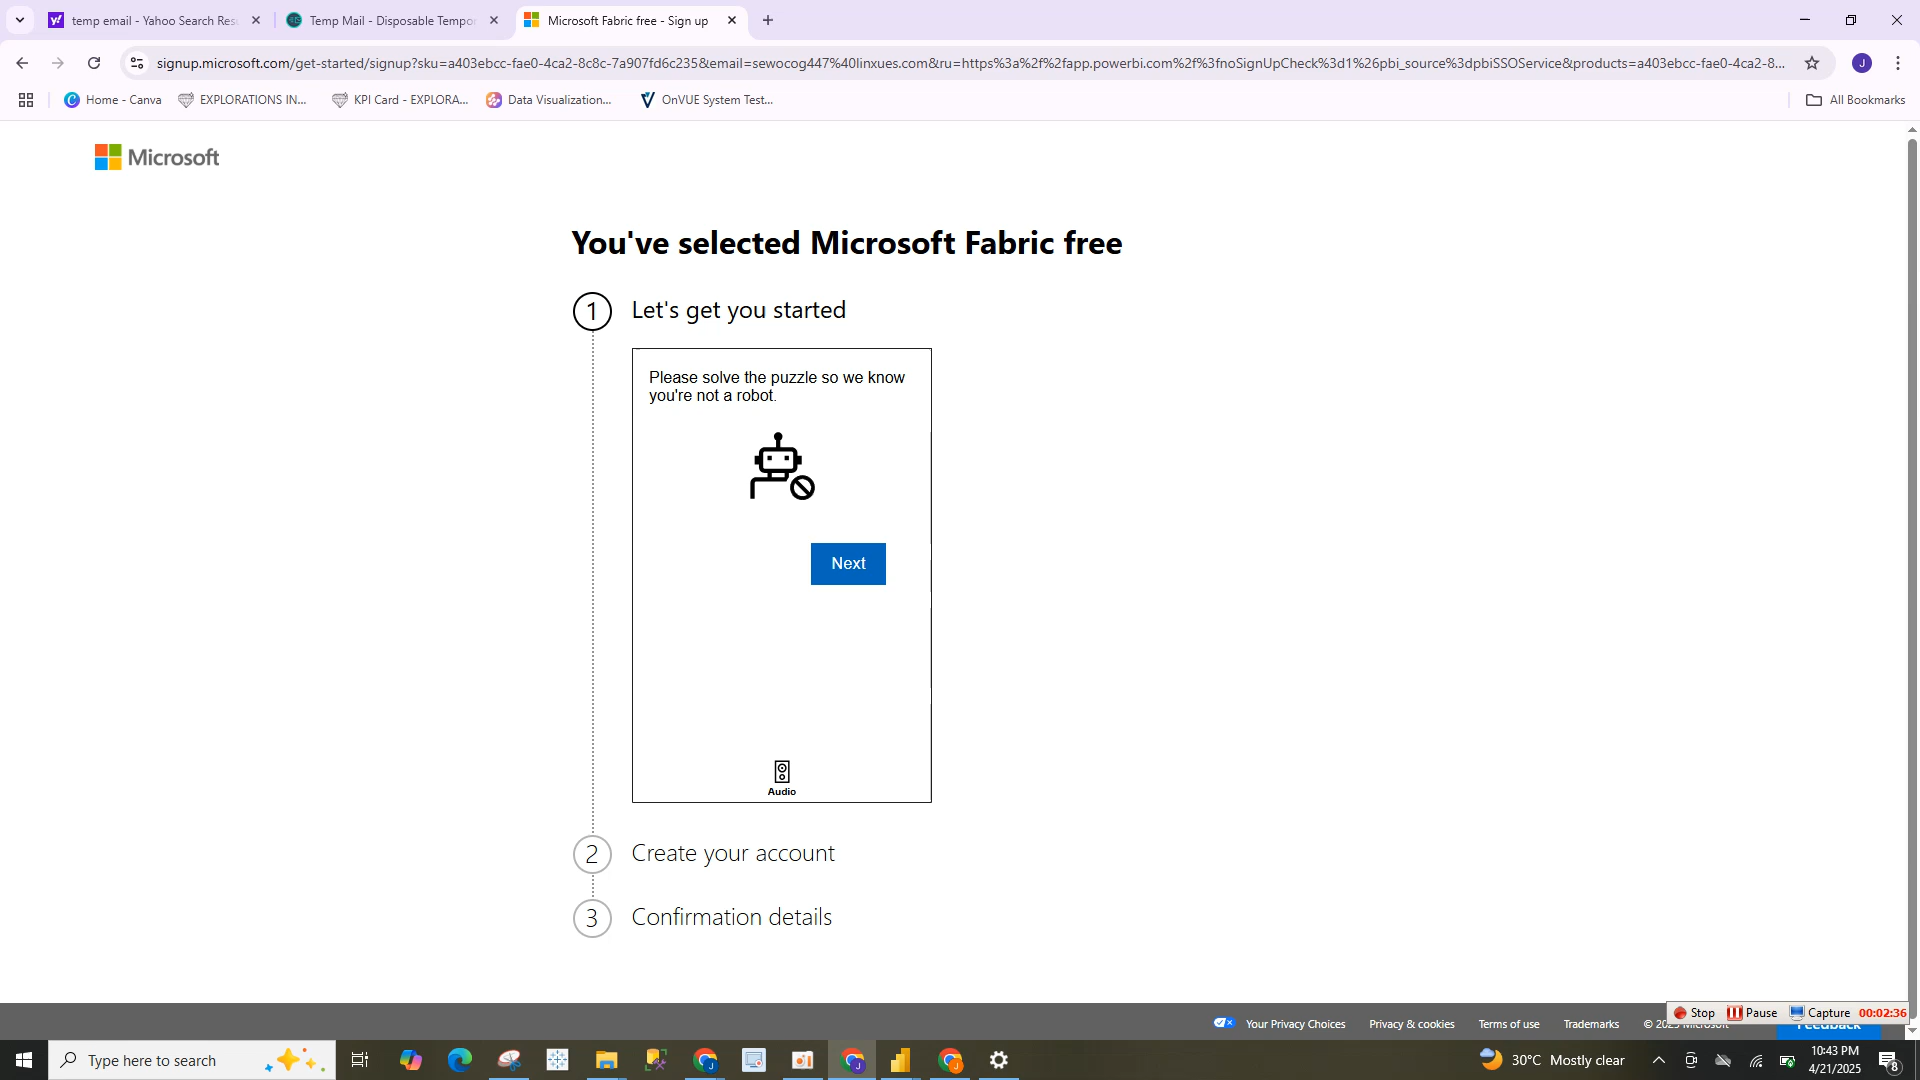 temp email - Yahoo Search Res
Temp Mail - Disposable Tempo
Microsoft Fabric free - Sign up
signup.microsoft.com/get-started/signup?sku=a403ebcc-fae0-4ca2-8c8c-7a907fd6c235&email=sewocog447%40linxues.com&ru=https%3a%2f%2fapp.powerbi.com%2f%3fnoSignUpCheck%3d1%26pbi_source%3dpbiSSOService&products=a403ebcc-fae0-4ca2-8...
J
Home - Canva
EXPLORATIONS IN...
KPI Card - EXPLORA...
Data Visualization...
OnVUE System Test...
All Bookmarks
Microsoft
You've selected Microsoft Fabric free
1 Let's get you started
Please solve the puzzle so we know
you're not a robot.
Next
Audio
2 Create your account
3 Confirmation details
Stop Pause Capture 00:02:36
Your Privacy Choices Privacy & cookies Terms of use Trademarks
Feedback
Type here to search
30°C Mostly clear
10:43 PM
4/21/2025
8